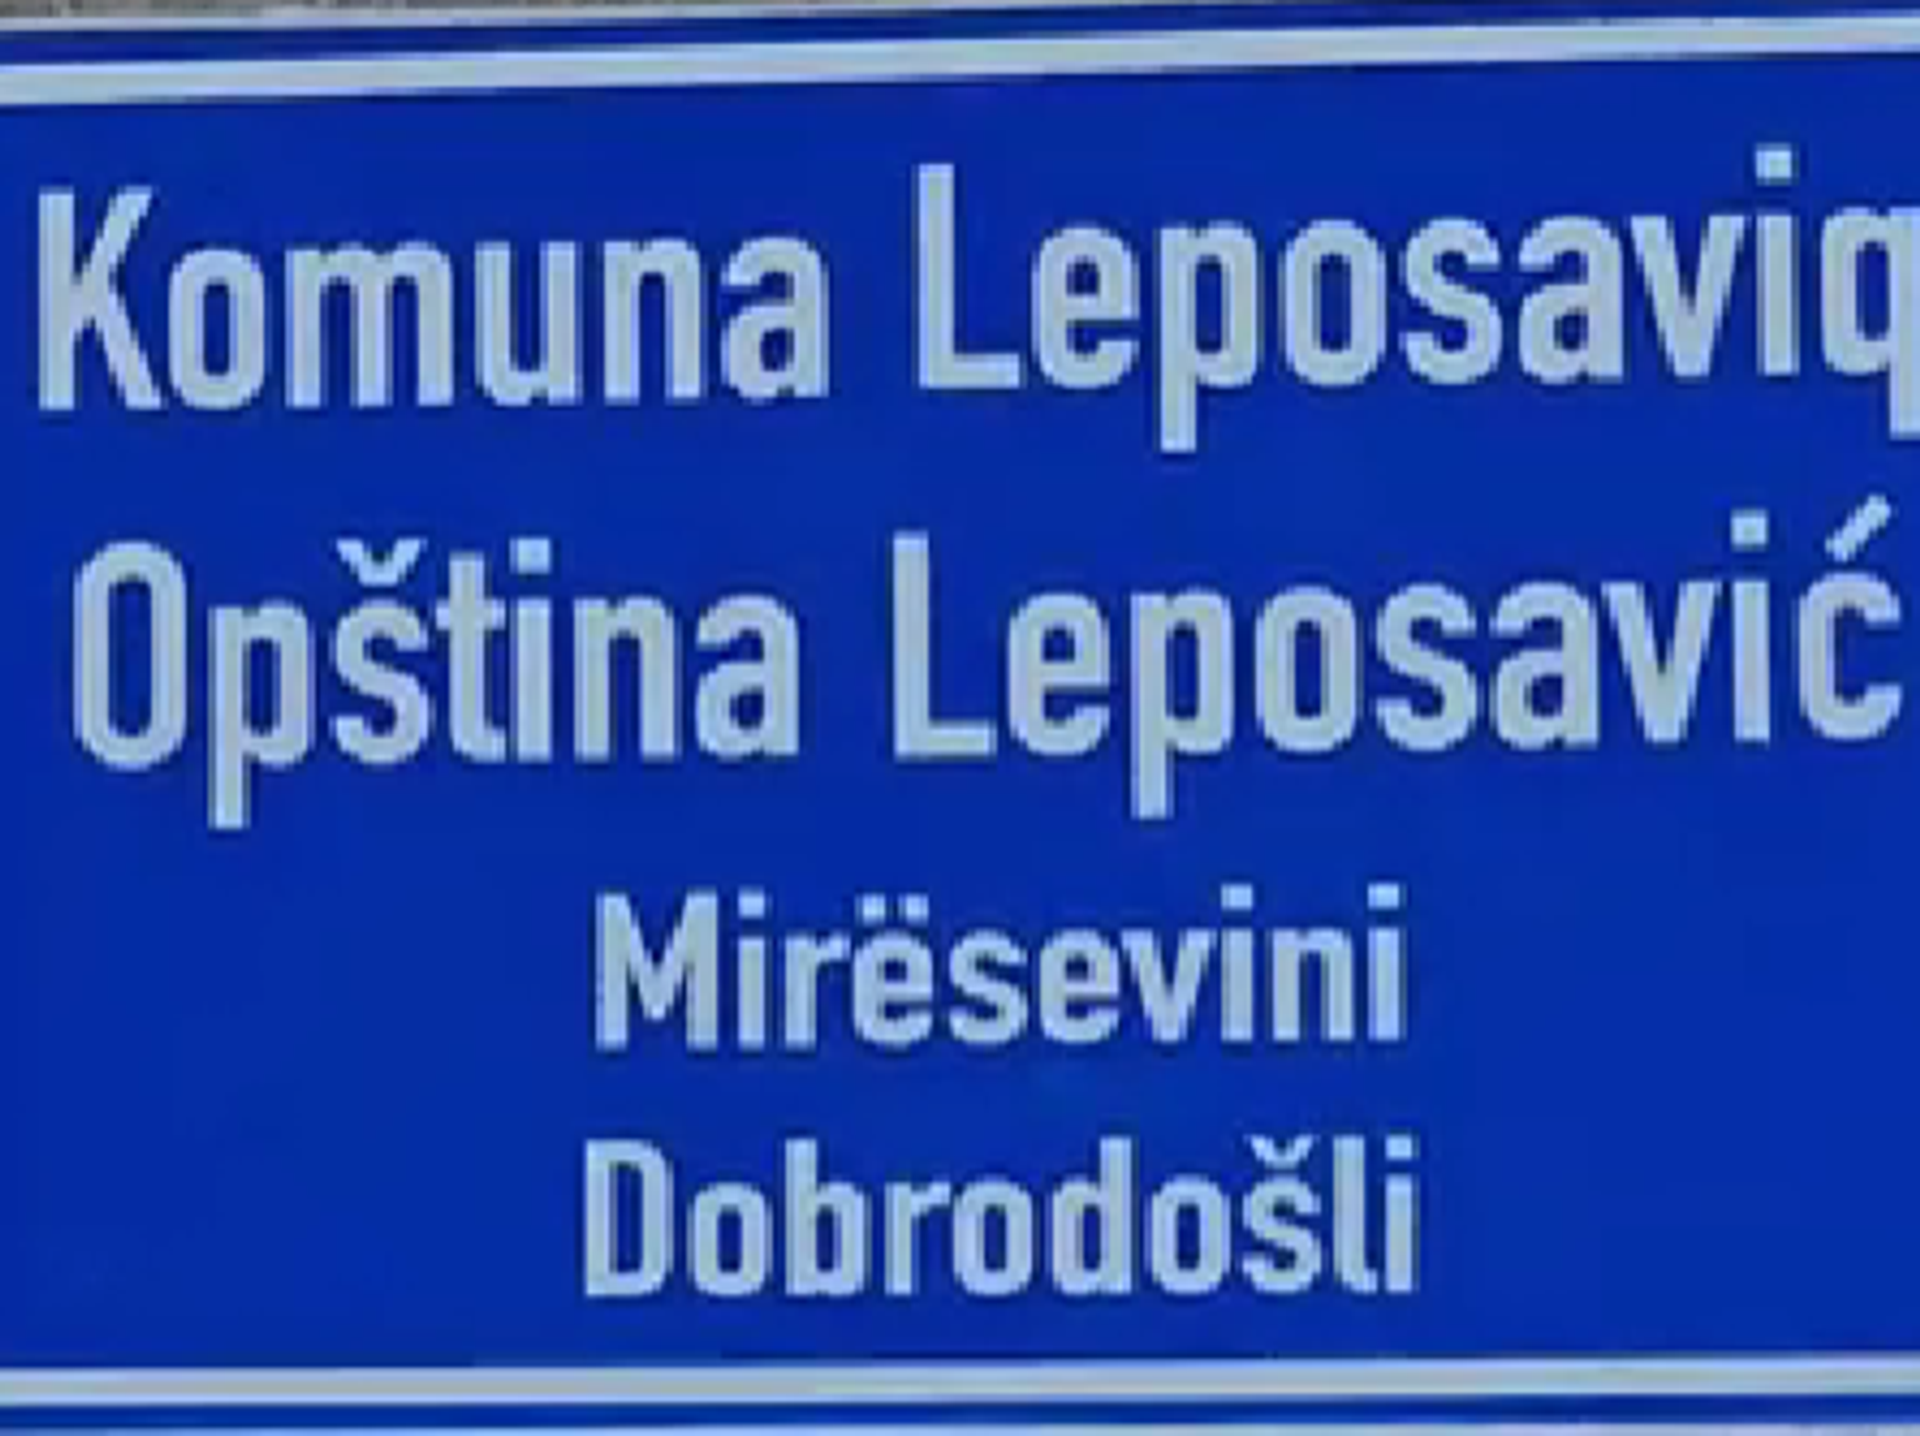 Komuna Leposaviq
Opština Leposavić
Mirësevini
Dobrodošli